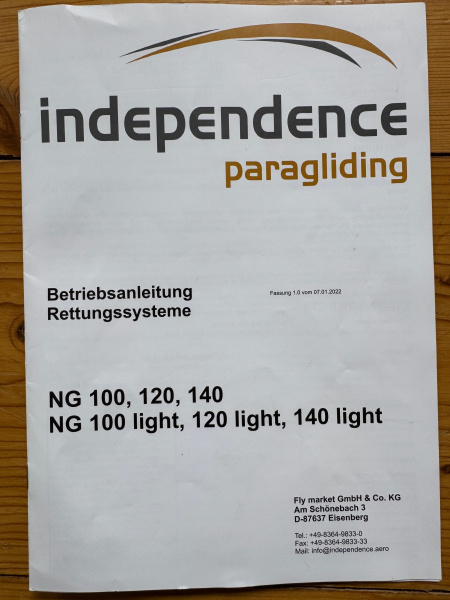 independence
paragliding
Betriebsanleitung
Rettungssysteme
Fassung 1.0 vom 07.01.2022
NG 100, 120, 140
NG 100 light, 120 light, 140 light
Fly market GmbH & Co. KG
Am Schönebach 3
D-87637 Eisenberg
Tel.: +49-8364-9833-0
Fax: +49-8364-9833-33
Mail: info@independence.aero